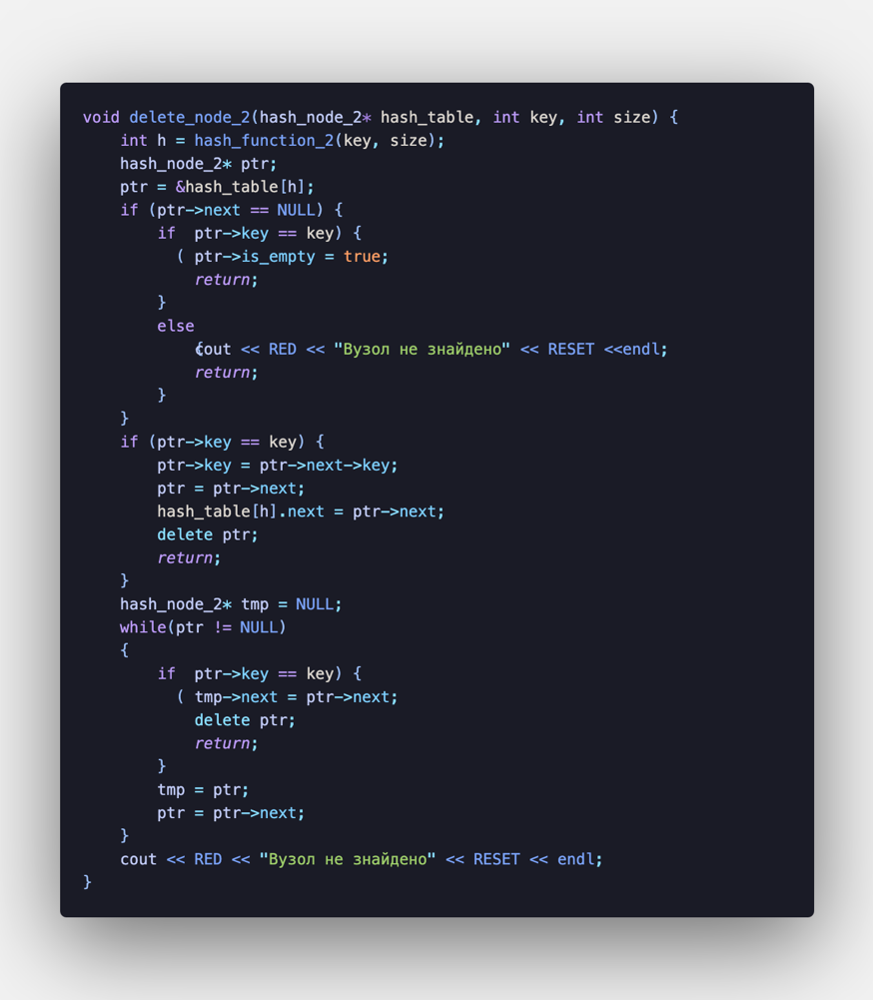 void delete_node_2(hash_node_2* hash_table, int key, int size) {
    int h = hash_function_2(key, size);
    hash_node_2* ptr;
    ptr = &hash_table[h];
    if (ptr->next == NULL) {
        if  ptr->key == key) {
          ( ptr->is_empty = true;
            return;
        }
        else
            {cout << RED << "Вузол не знайдено" << RESET <<endl;
            return;
        }
    }
    if (ptr->key == key) {
        ptr->key = ptr->next->key;
        ptr = ptr->next;
        hash_table[h].next = ptr->next;
        delete ptr;
        return;
    }
    hash_node_2* tmp = NULL;
    while(ptr != NULL)
    {
        if  ptr->key == key) {
          ( tmp->next = ptr->next;
            delete ptr;
            return;
        }
        tmp = ptr;
        ptr = ptr->next;
    }
    cout << RED << "Вузол не знайдено" << RESET << endl;
}